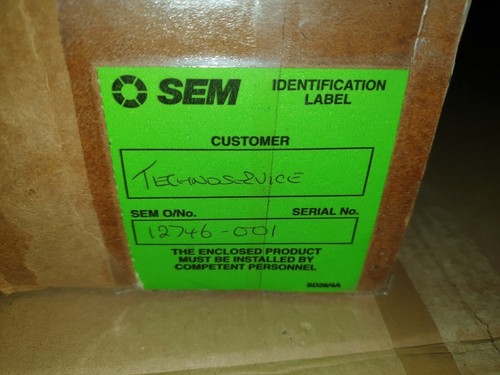 SEM IDENTIFICATION
LABEL
CUSTOMER
TECHNOSERVICE
SEM O/No. SERIAL No.
12746-001
THE ENCLOSED PRODUCT
MUST BE INSTALLED BY
COMPETENT PERSONNEL